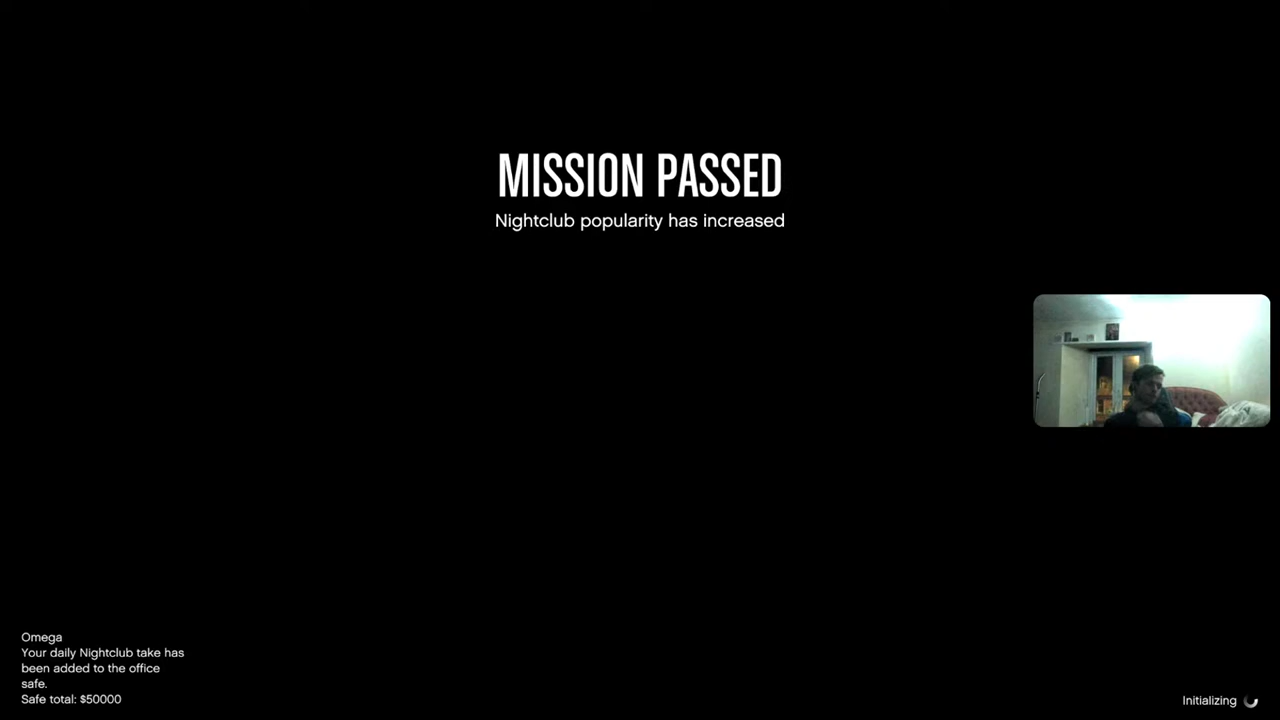 MISSION PASSED
Nightclub popularity has increased
Omega
Your daily Nightclub take has
been added to the office
safe.
Safe total: $50000
Initializing